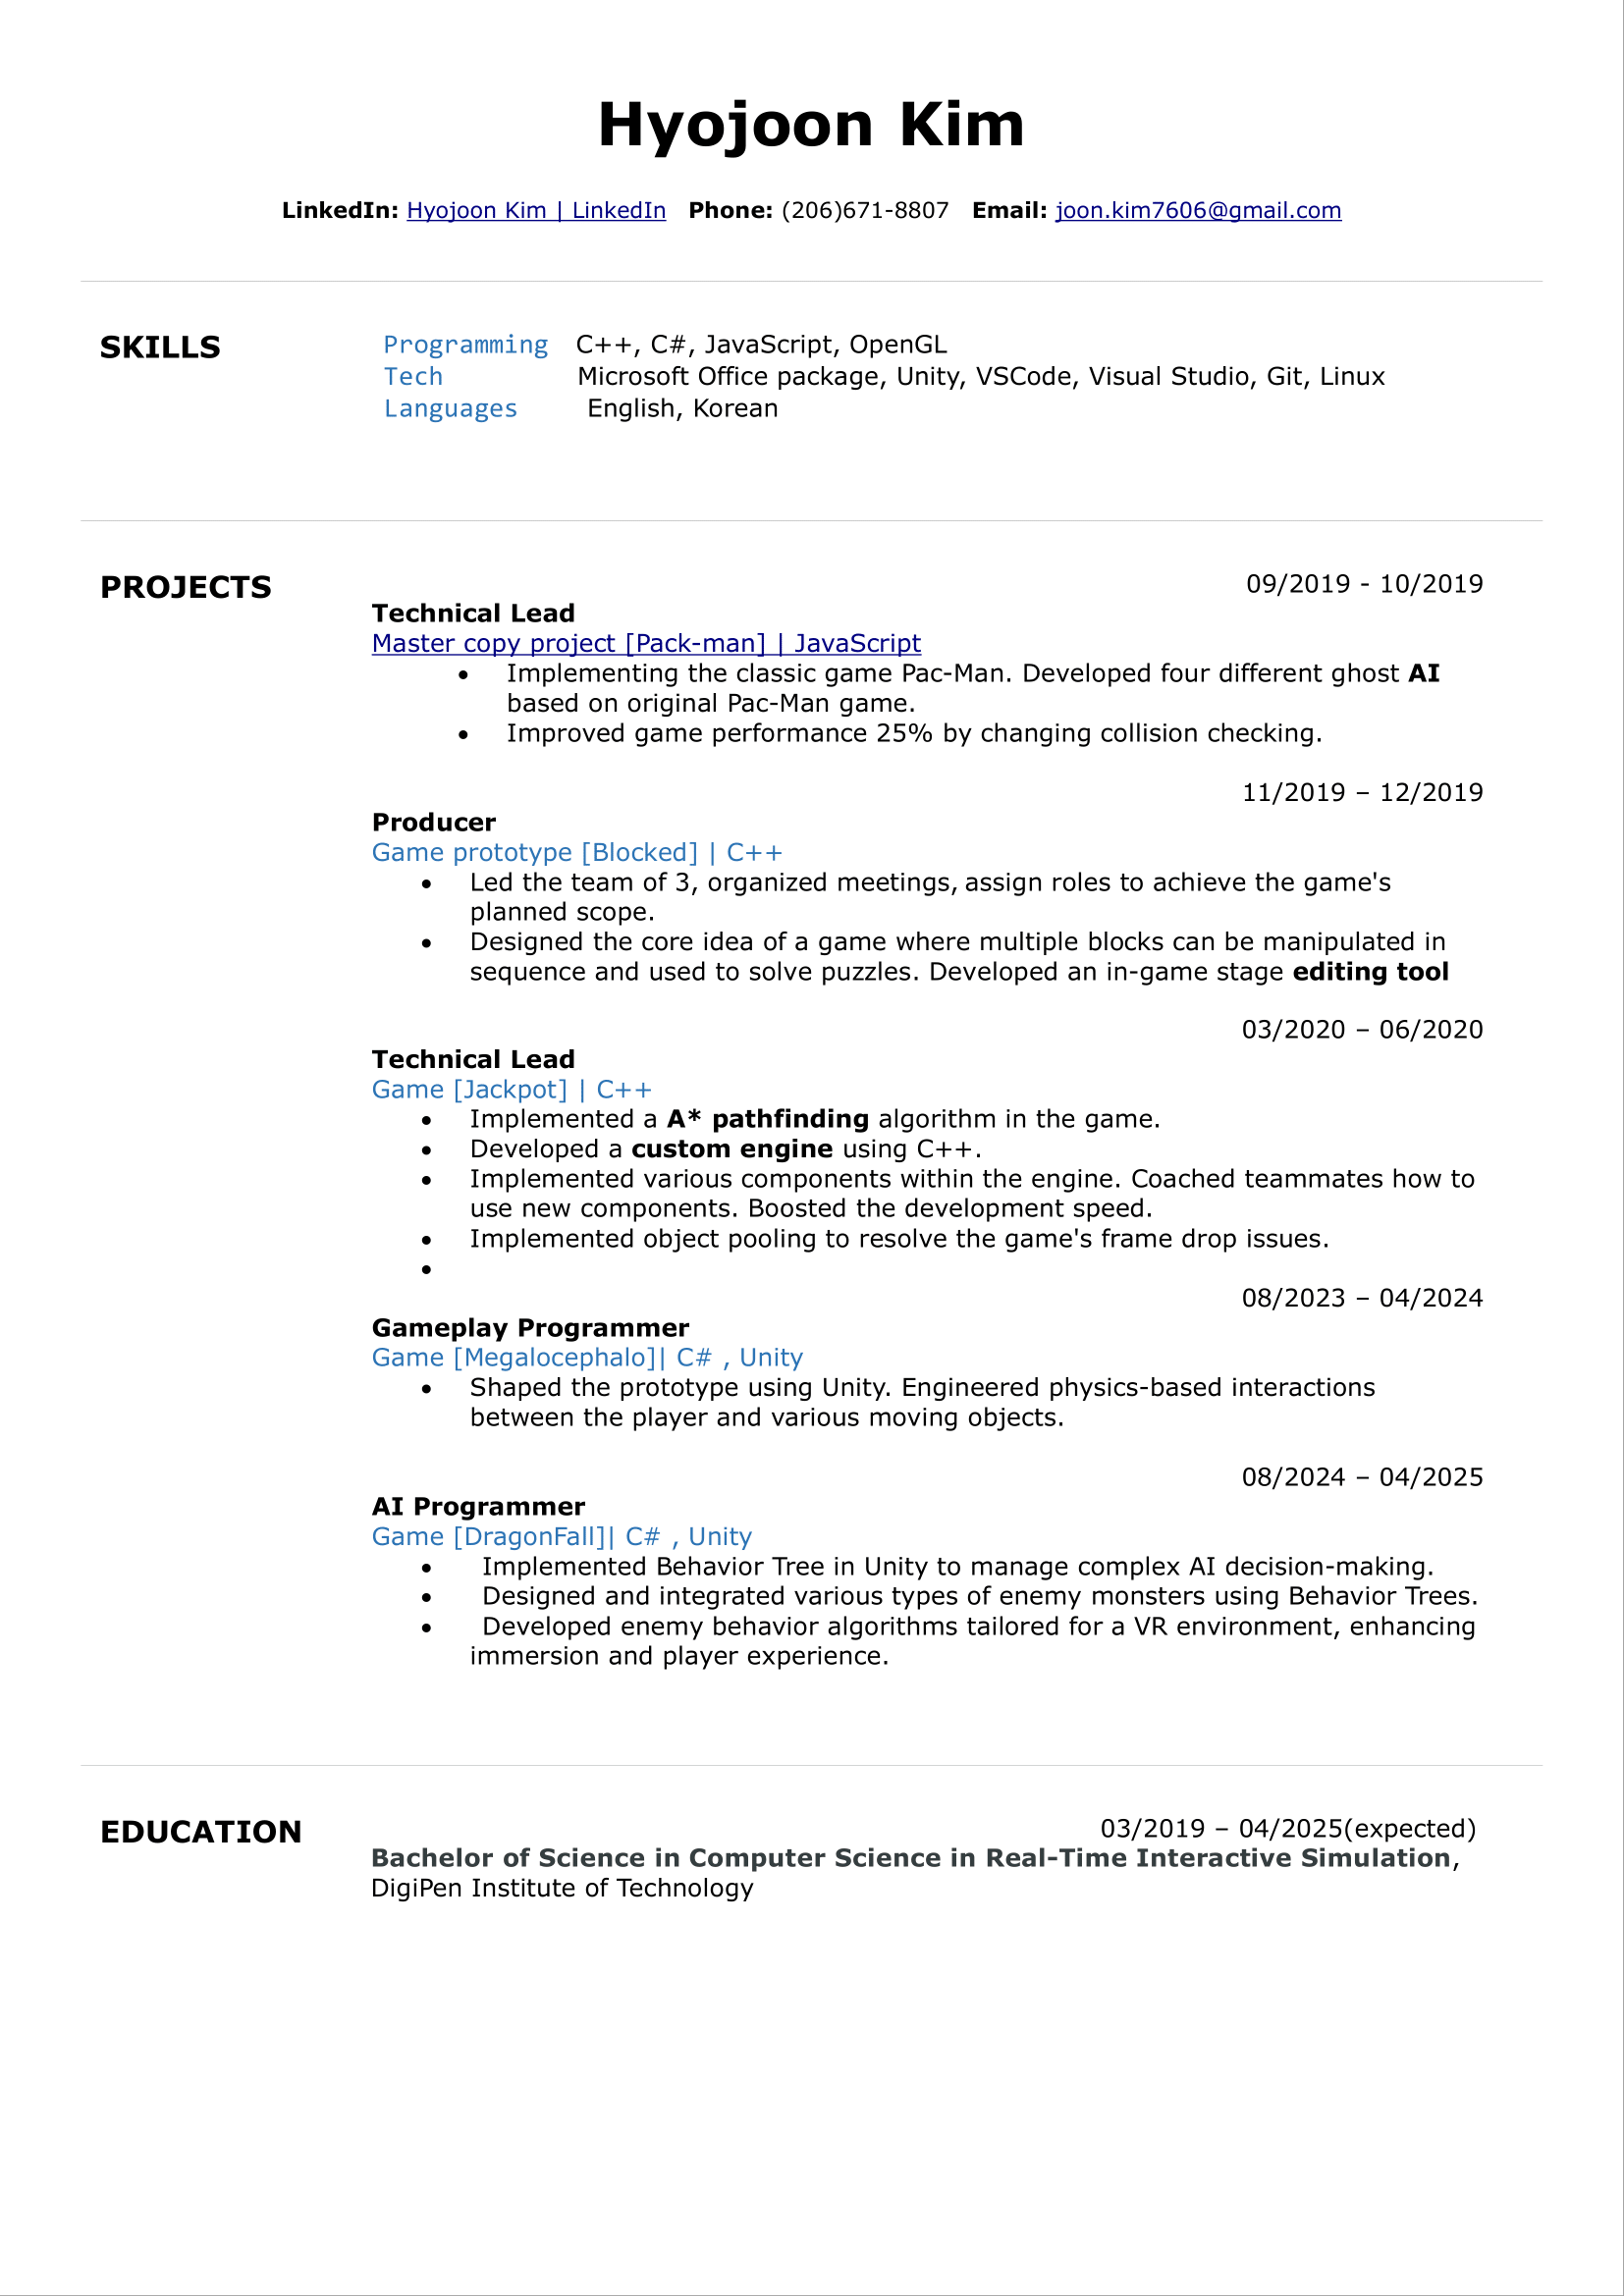 Hyojoon Kim
LinkedIn: Hyojoon Kim | LinkedIn Phone: (206)671-8807 Email: joon.kim7606@gmail.com
SKILLS
Programming C++, C#, JavaScript, OpenGL
Tech Microsoft Office package, Unity, VSCode, Visual Studio, Git, Linux
Languages English, Korean
PROJECTS
09/2019 - 10/2019
Technical Lead
Master copy project [Pack-man] | JavaScript
• Implementing the classic game Pac-Man. Developed four different ghost AI
based on original Pac-Man game.
• Improved game performance 25% by changing collision checking.
11/2019 – 12/2019
Producer
Game prototype [Blocked] | C++
• Led the team of 3, organized meetings, assign roles to achieve the game's
planned scope.
• Designed the core idea of a game where multiple blocks can be manipulated in
sequence and used to solve puzzles. Developed an in-game stage editing tool
03/2020 – 06/2020
Technical Lead
Game [Jackpot] | C++
• Implemented a A* pathfinding algorithm in the game.
• Developed a custom engine using C++.
• Implemented various components within the engine. Coached teammates how to
use new components. Boosted the development speed.
• Implemented object pooling to resolve the game's frame drop issues.
•
08/2023 – 04/2024
Gameplay Programmer
Game [Megalocephalo]| C# , Unity
• Shaped the prototype using Unity. Engineered physics-based interactions
between the player and various moving objects.
08/2024 – 04/2025
AI Programmer
Game [DragonFall]| C# , Unity
• Implemented Behavior Tree in Unity to manage complex AI decision-making.
• Designed and integrated various types of enemy monsters using Behavior Trees.
• Developed enemy behavior algorithms tailored for a VR environment, enhancing
immersion and player experience.
EDUCATION
03/2019 – 04/2025(expected)
Bachelor of Science in Computer Science in Real-Time Interactive Simulation,
DigiPen Institute of Technology